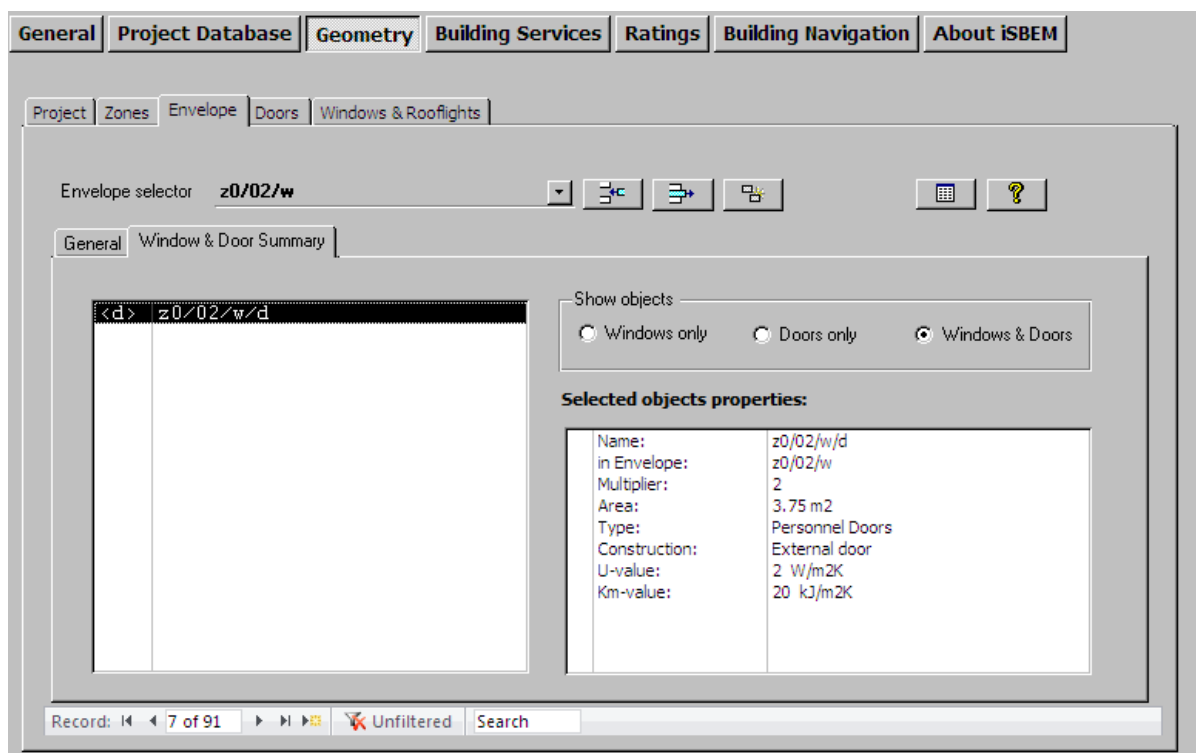 General Project Database Geometry Building Services Ratings Building Navigation About iSBEM
Project Zones Envelope Doors Windows & Rooflights
Envelope selector z0/02/w
General Window & Door Summary
<d> z0/02/w/d
Show objects
Windows only Doors only Windows & Doors
Selected objects properties:
Name: z0/02/w/d
in Envelope: z0/02/w
Multiplier: 2
Area: 3.75 m2
Type: Personnel Doors
Construction: External door
U-value: 2 W/m2K
Km-value: 20 kJ/m2K
Record: 7 of 91 Unfiltered Search